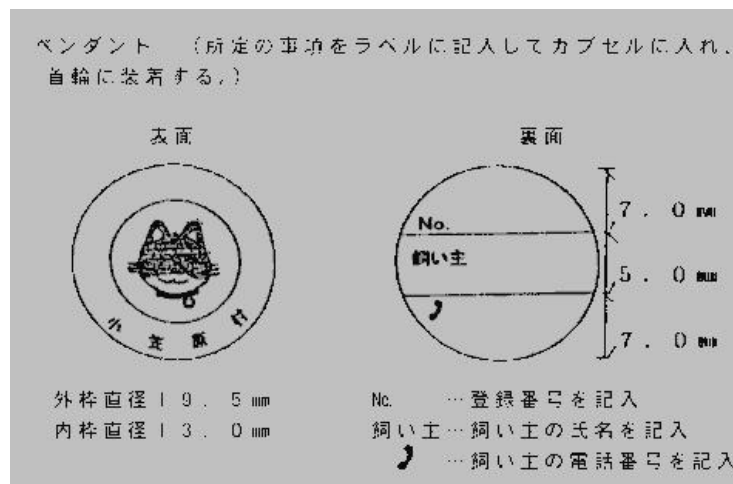 ペンダント （所定の事項をラベルに記入してカプセルに入れ、
首輪に装着する。）
表面
小笠原村
外枠直径１９．５㎜
内枠直径１３．０㎜
裏面
No.
飼い主
７．０㎜
５．０㎜
７．０㎜
№ …登録番号を記入
飼い主…飼い主の氏名を記入
…飼い主の電話番号を記入